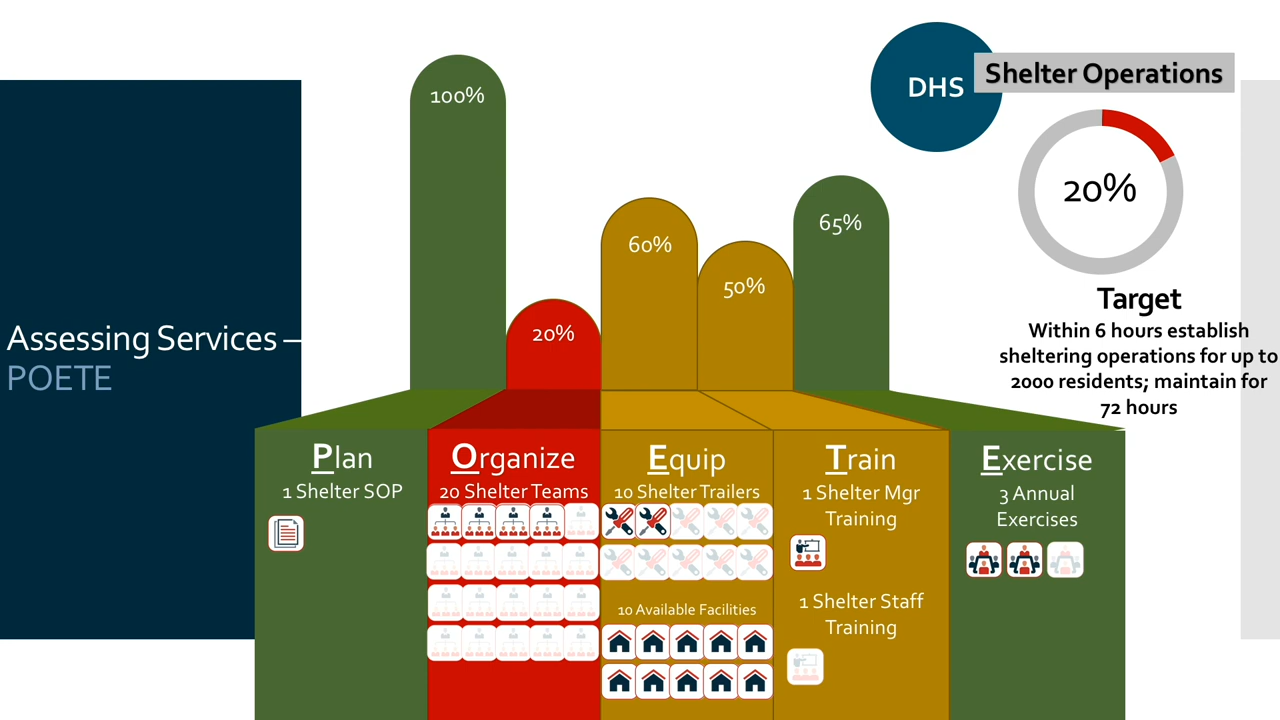 Assessing Services –
POETE
100%
20%
60%
50%
65%
DHS
Shelter Operations
20%
Target
Within 6 hours establish
sheltering operations for up to
2000 residents; maintain for
72 hours
Plan
1 Shelter SOP
Organize
20 Shelter Teams
Equip
10 Shelter Trailers
10 Available Facilities
Train
1 Shelter Mgr
Training
1 Shelter Staff
Training
Exercise
3 Annual
Exercises